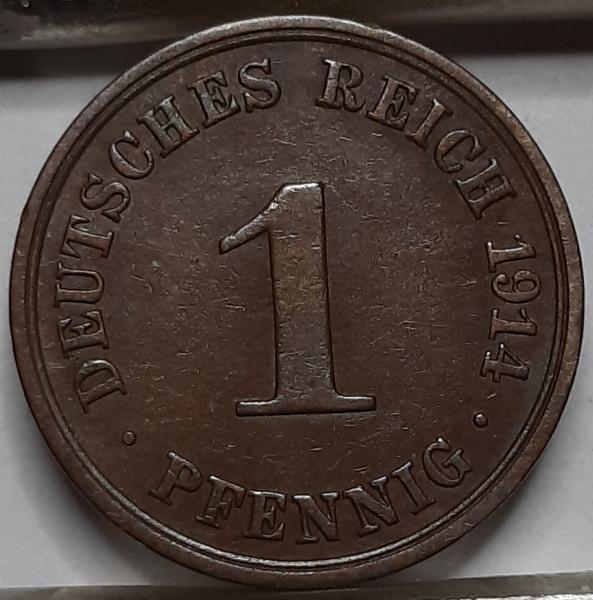 DEUTSCHES REICH 1914
1
· PFENNIG ·